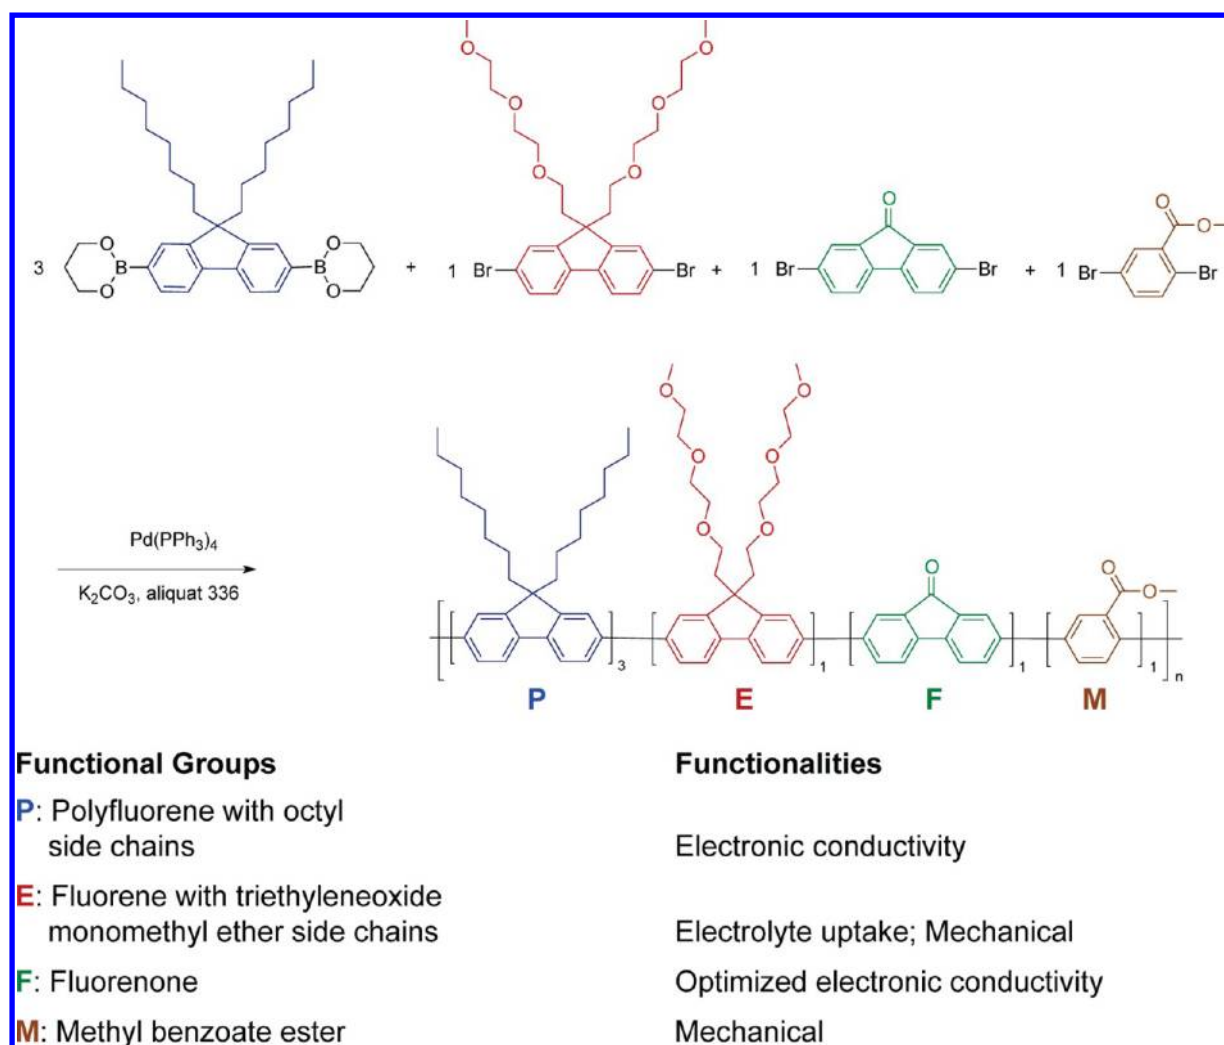 O O
O O
O O
O
O O
3 O B B O + 1 Br Br + 1 Br Br + 1 Br Br
O O
O O
O O
O O
Pd(PPh3)4
K2CO3, aliquat 336
O O
O
3 1 1 1 n
P E F M
Functional Groups Functionalities
P: Polyfluorene with octyl
side chains Electronic conductivity
E: Fluorene with triethyleneoxide
monomethyl ether side chains Electrolyte uptake; Mechanical
F: Fluorenone Optimized electronic conductivity
M: Methyl benzoate ester Mechanical